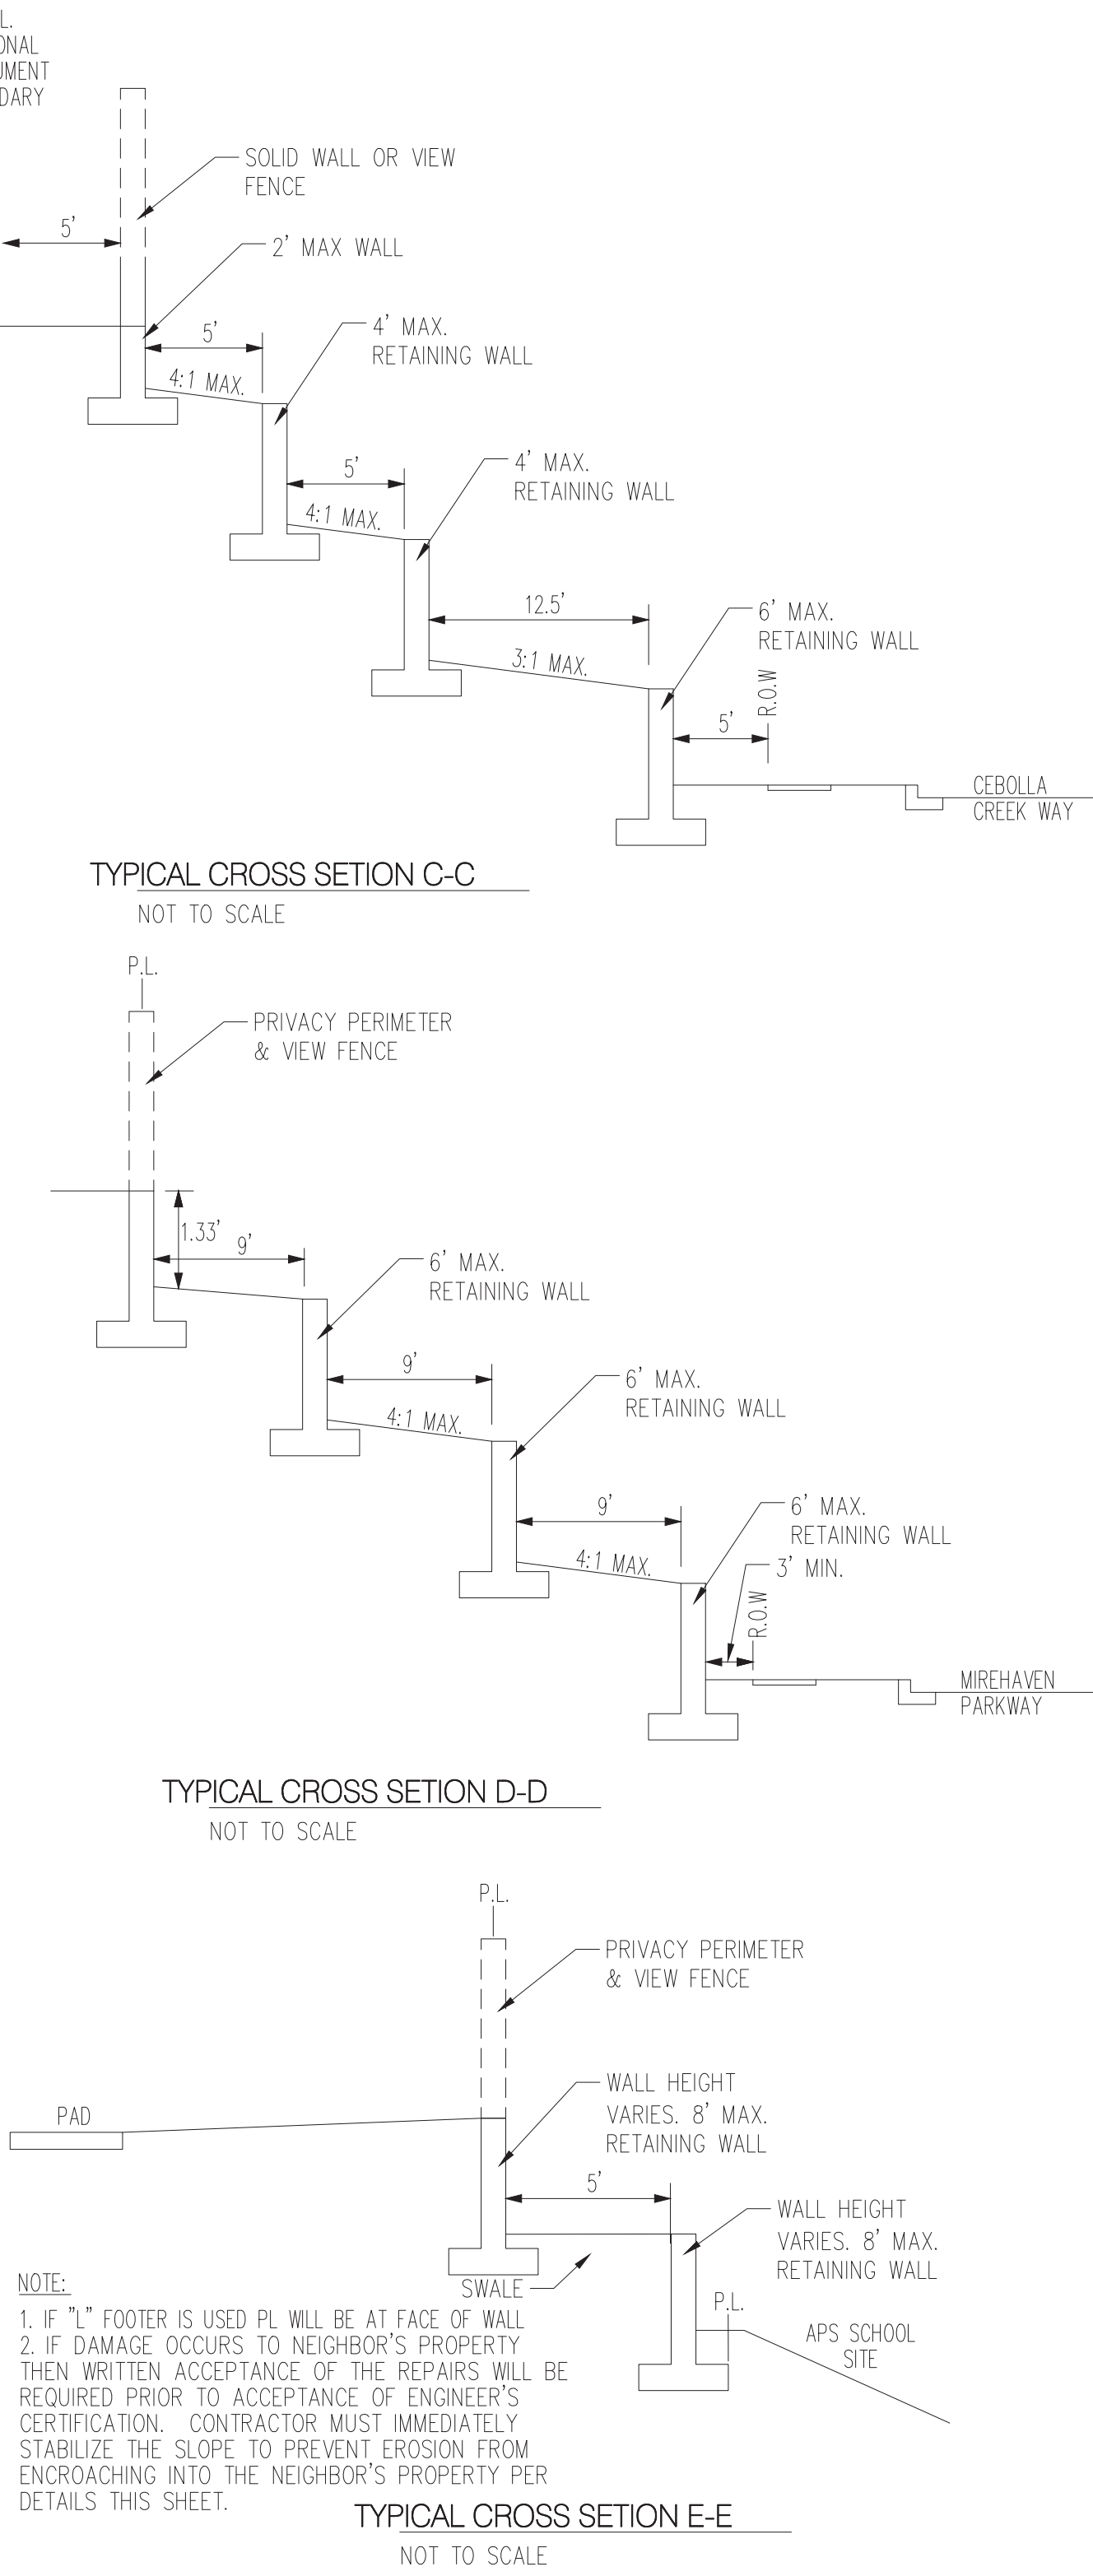 L.
ONAL
UMENT
DARY
SOLID WALL OR VIEW
FENCE
5'
2' MAX WALL
5'
4' MAX.
RETAINING WALL
4:1 MAX.
5'
4' MAX.
RETAINING WALL
4:1 MAX.
12.5'
6' MAX.
RETAINING WALL
3:1 MAX.
R.O.W
5'
CEBOLLA
CREEK WAY
TYPICAL CROSS SETION C-C
NOT TO SCALE
P.L.
PRIVACY PERIMETER
& VIEW FENCE
1.33'
9'
6' MAX.
RETAINING WALL
9'
6' MAX.
RETAINING WALL
4:1 MAX.
9'
6' MAX.
RETAINING WALL
4:1 MAX.
3' MIN.
R.O.W
MIREHAVEN
PARKWAY
TYPICAL CROSS SETION D-D
NOT TO SCALE
P.L.
PRIVACY PERIMETER
& VIEW FENCE
WALL HEIGHT
VARIES. 8' MAX.
RETAINING WALL
PAD
5'
WALL HEIGHT
VARIES. 8' MAX.
RETAINING WALL
SWALE
P.L.
APS SCHOOL
SITE
NOTE:
1. IF "L" FOOTER IS USED PL WILL BE AT FACE OF WALL
2. IF DAMAGE OCCURS TO NEIGHBOR'S PROPERTY
THEN WRITTEN ACCEPTANCE OF THE REPAIRS WILL BE
REQUIRED PRIOR TO ACCEPTANCE OF ENGINEER'S
CERTIFICATION. CONTRACTOR MUST IMMEDIATELY
STABILIZE THE SLOPE TO PREVENT EROSION FROM
ENCROACHING INTO THE NEIGHBOR'S PROPERTY PER
DETAILS THIS SHEET.
TYPICAL CROSS SETION E-E
NOT TO SCALE